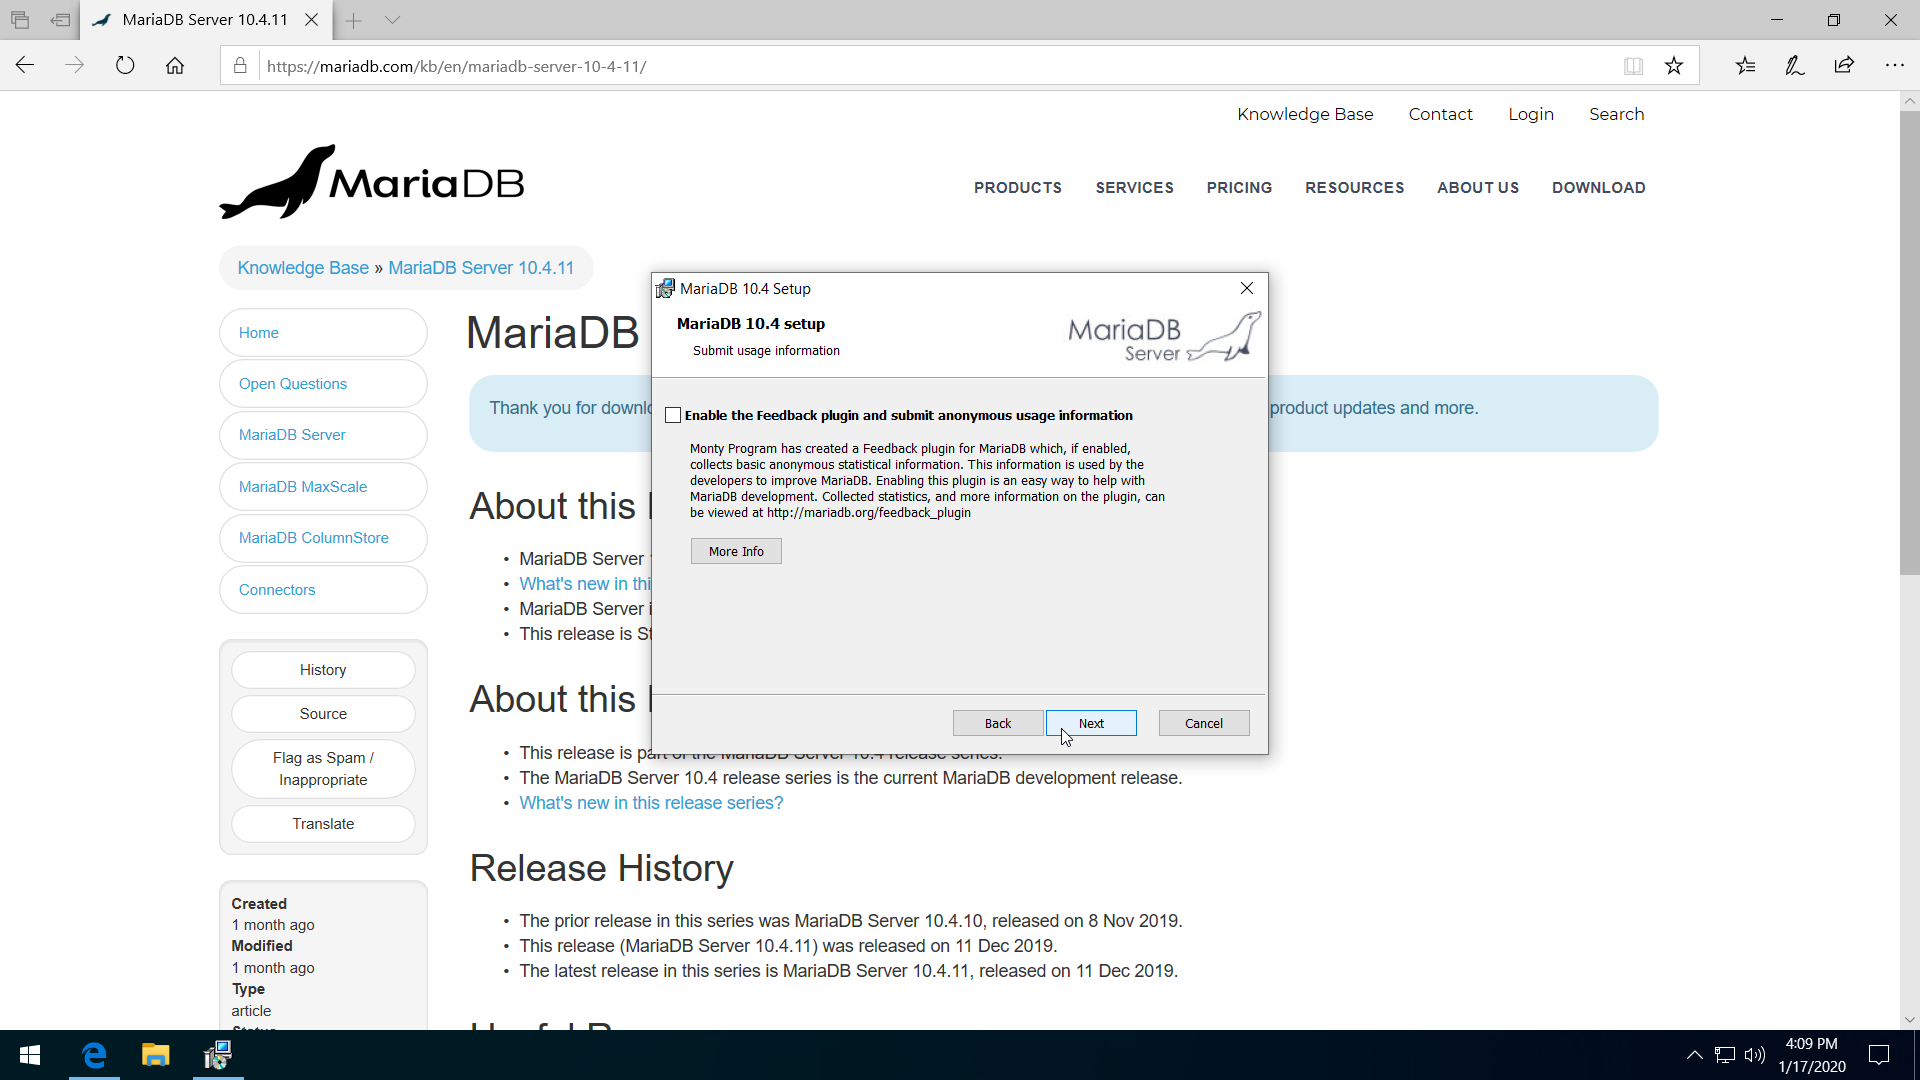 MariaDB Server 10.4.11
https://mariadb.com/kb/en/mariadb-server-10-4-11/
Knowledge Base Contact Login Search
MariaDB
PRODUCTS SERVICES PRICING RESOURCES ABOUT US DOWNLOAD
Knowledge Base » MariaDB Server 10.4.11
Home
Open Questions
MariaDB Server
MariaDB MaxScale
MariaDB ColumnStore
Connectors
History
Source
Flag as Spam /
Inappropriate
Translate
Created
1 month ago
Modified
1 month ago
Type
article
MariaDB
Thank you for product updates and more.
About this
• MariaDB Server
• What's new in
• MariaDB Server
• This release is
About this
• This release is part of the MariaDB 10.4 release series.
• The MariaDB Server 10.4 release series is the current MariaDB development release.
• What's new in this release series?
Release History
• The prior release in this series was MariaDB Server 10.4.10, released on 8 Nov 2019.
• This release (MariaDB Server 10.4.11) was released on 11 Dec 2019.
• The latest release in this series is MariaDB Server 10.4.11, released on 11 Dec 2019.
MariaDB 10.4 Setup
MariaDB 10.4 setup
Submit usage information
MariaDB
Server
Enable the Feedback plugin and submit anonymous usage information
Monty Program has created a Feedback plugin for MariaDB which, if enabled,
collects basic anonymous statistical information. This information is used by the
developers to improve MariaDB. Enabling this plugin is an easy way to help with
MariaDB development. Collected statistics, and more information on the plugin, can
be viewed at http://mariadb.org/feedback_plugin
More Info
Back Next Cancel
4:09 PM
1/17/2020